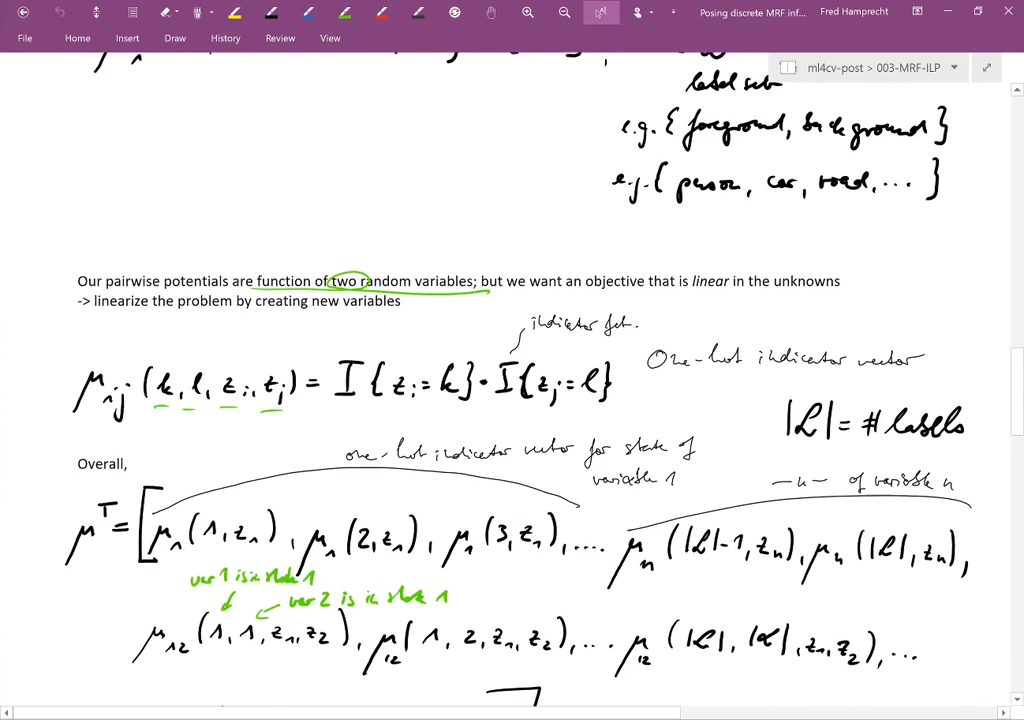 Posing discrete MRF inf... Fred Hamprecht
File Home Insert Draw History Review View
ml4cv-post > 003-MRF-ILP
label set
e.g. { foreground, background }
e.g. { person, car, road, ... }
Our pairwise potentials are function of two random variables; but we want an objective that is linear in the unknowns
-> linearize the problem by creating new variables
indicator fct.
One-hot indicator vector
μij (k, l, zi, zj) = I{zi = k} · I{zj = l}
|L| = # labels
Overall,
one-hot indicator vector for state of
variable 1
—"— of variable n
μT = [ μ1(1, z1), μ1(2, z1), μ1(3, z1), .... μn(|L|-1, zn), μn(|L|, zn),
var 1 is in state 1
var 2 is in state 1
μ12(1, 1, z1, z2), μ12(1, 2, z1, z2), ... μ12(|L|, |L|, z1, z2), ...